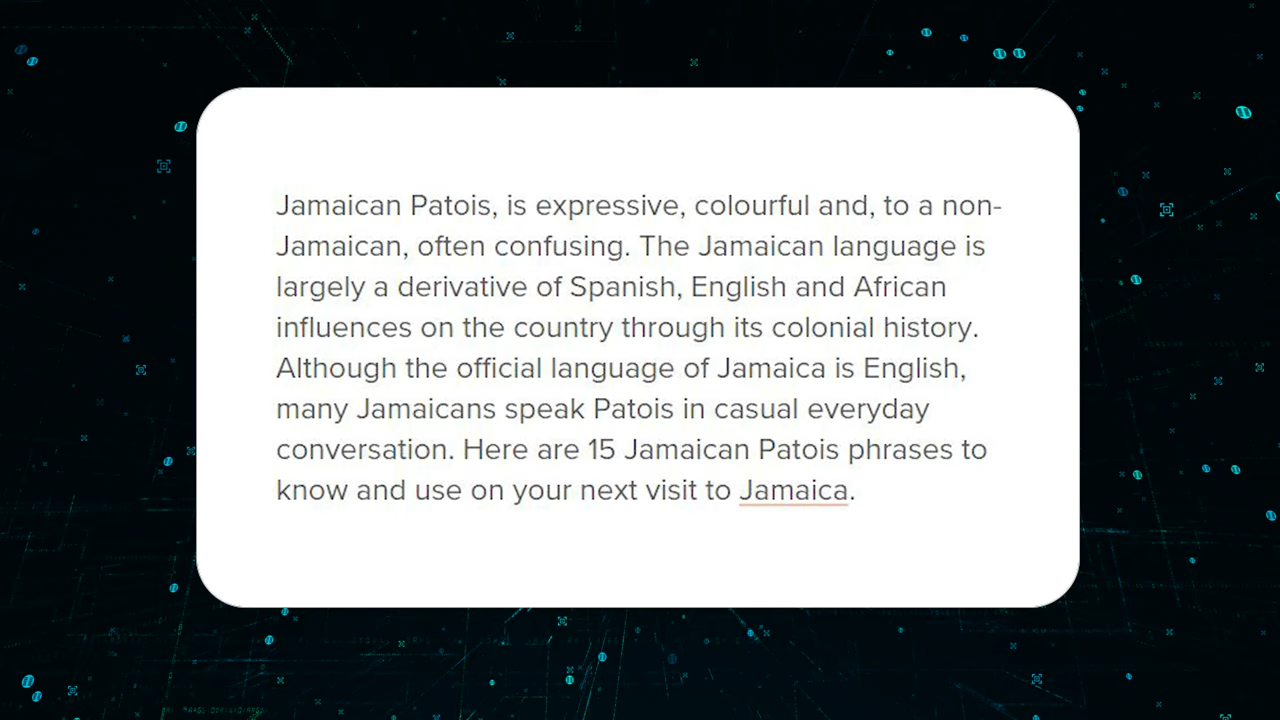 Jamaican Patois, is expressive, colourful and, to a non-
Jamaican, often confusing. The Jamaican language is
largely a derivative of Spanish, English and African
influences on the country through its colonial history.
Although the official language of Jamaica is English,
many Jamaicans speak Patois in casual everyday
conversation. Here are 15 Jamaican Patois phrases to
know and use on your next visit to Jamaica.